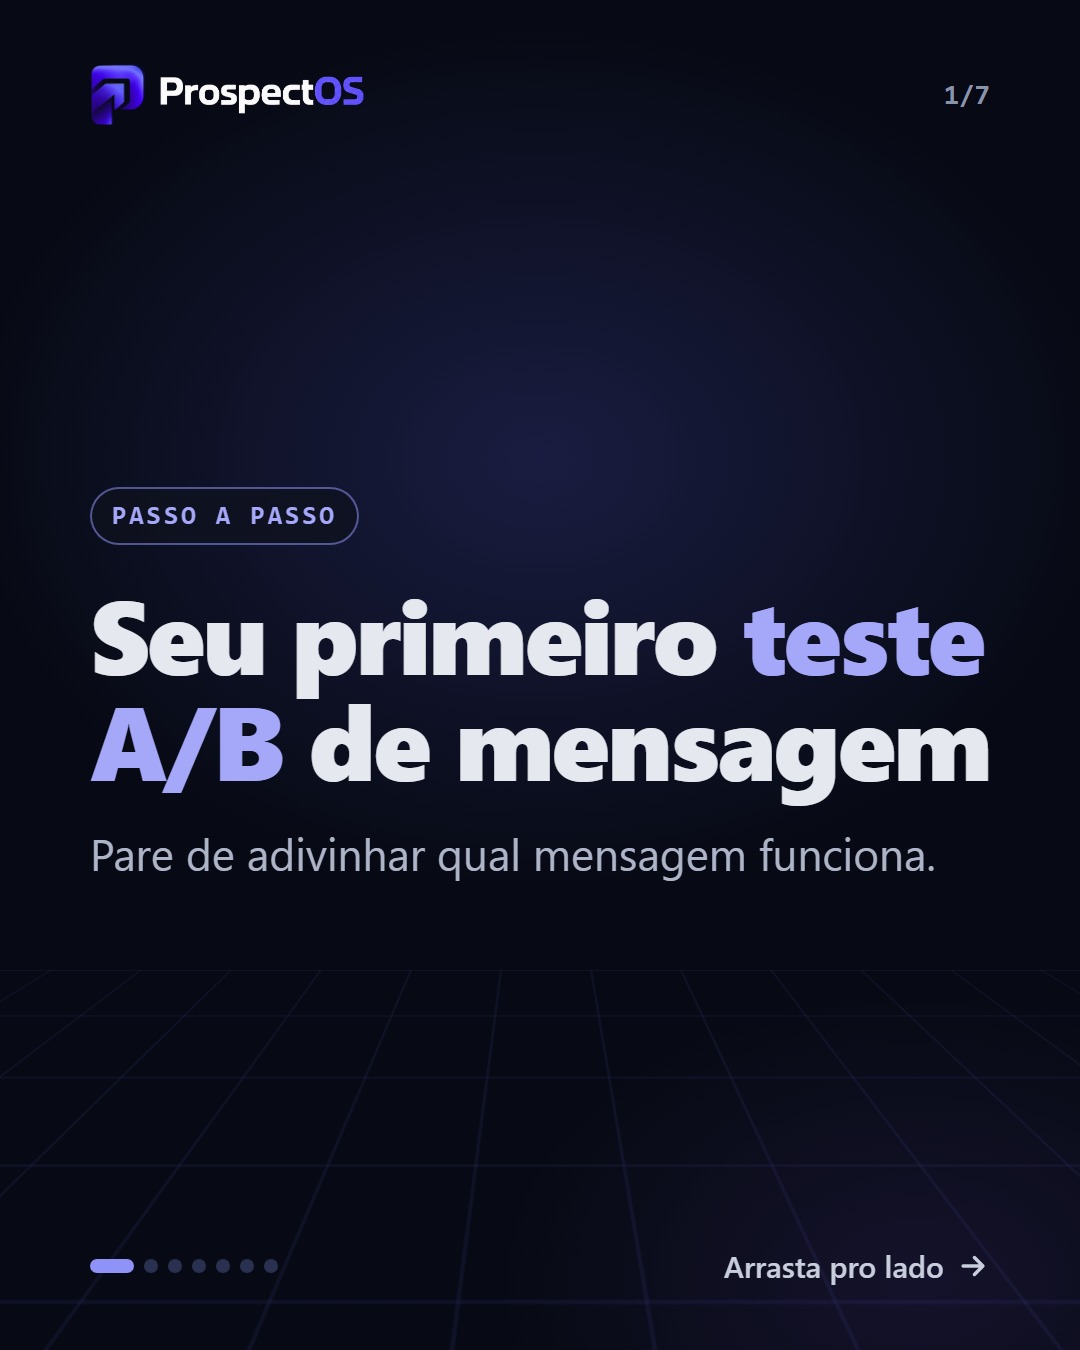 ProspectOS
1/7
PASSO A PASSO
Seu primeiro teste
A/B de mensagem
Pare de adivinhar qual mensagem funciona.
Arrasta pro lado →